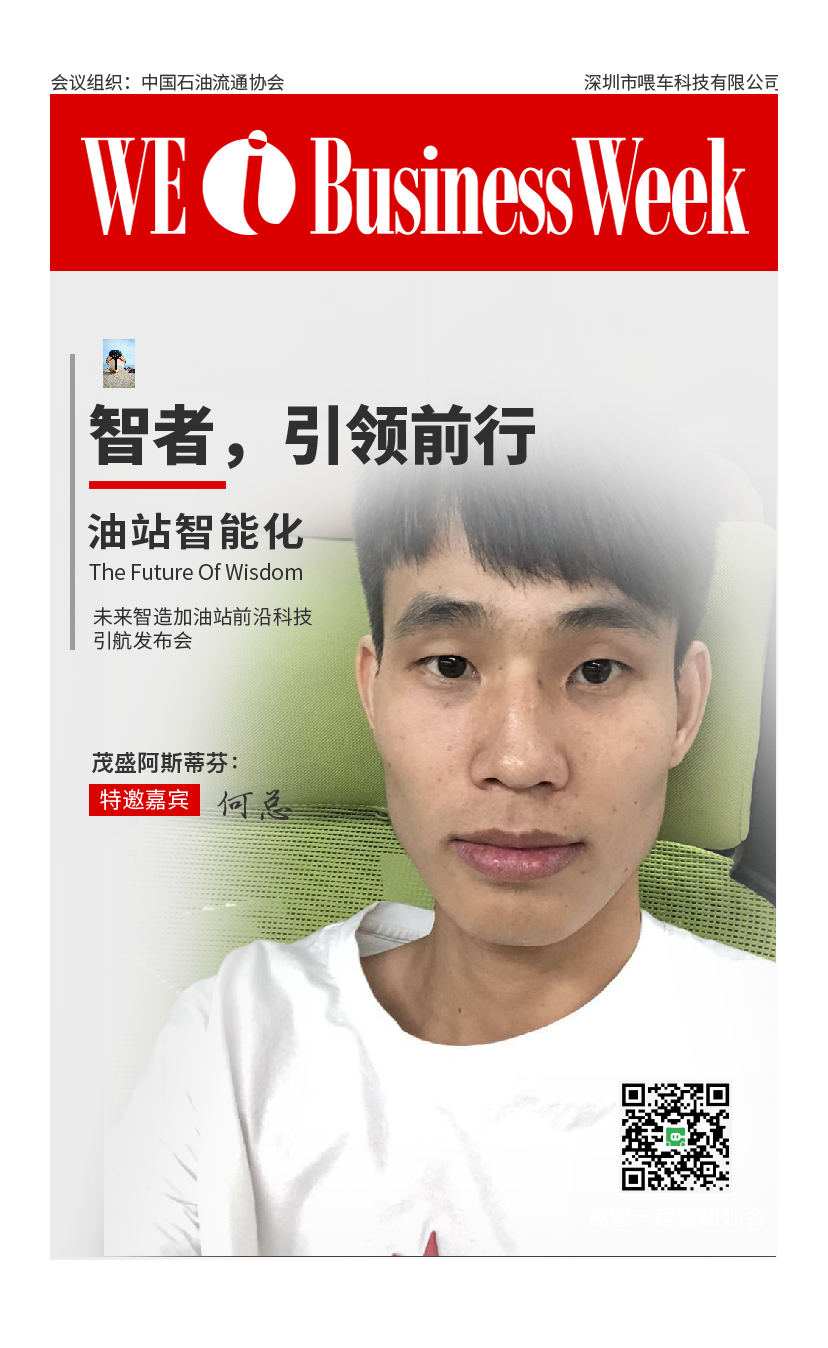 会议组织：中国石油流通协会
深圳市喂车科技有限公司
WE i BusinessWeek
智者，引领前行
油站智能化
The Future Of Wisdom
未来智造加油站前沿科技
引航发布会
茂盛阿斯蒂芬：
特邀嘉宾
何总